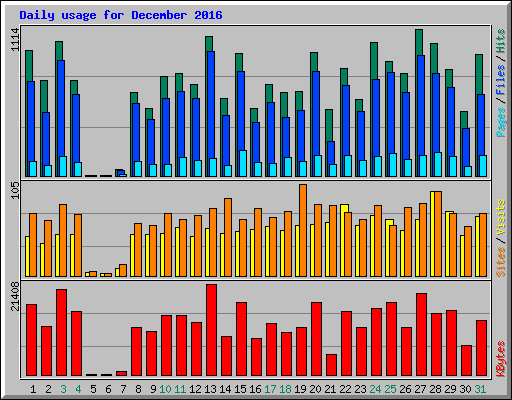 Daily usage for December 2016
1114
Pages/Files/Hits
105
Sites/Visits
21408
KBytes
1 2 3 4 5 6 7 8 9 10 11 12 13 14 15 16 17 18 19 20 21 22 23 24 25 26 27 28 29 30 31